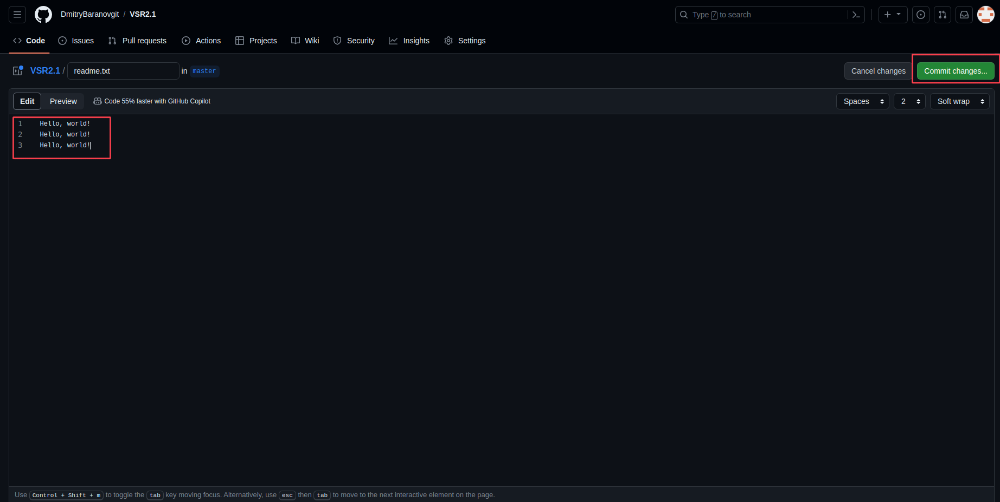 DmitryBaranovgit / VSR2.1
Type / to search
Code Issues Pull requests Actions Projects Wiki Security Insights Settings
VSR2.1 / readme.txt in master
Cancel changes Commit changes...
Edit Preview Code 55% faster with GitHub Copilot
Spaces 2 Soft wrap
1 Hello, world!
2 Hello, world!
3 Hello, world!
Use Control + Shift + m to toggle the tab key moving focus. Alternatively, use esc then tab to move to the next interactive element on the page.